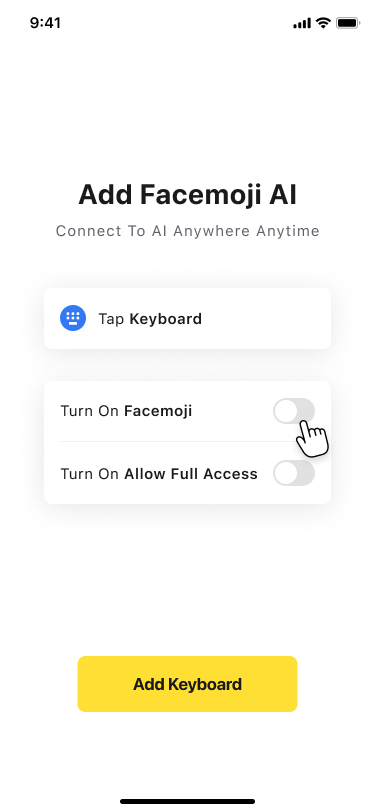 9:41
Add Facemoji AI
Connect To AI Anywhere Anytime
Tap Keyboard
Turn On Facemoji
Turn On Allow Full Access
Add Keyboard